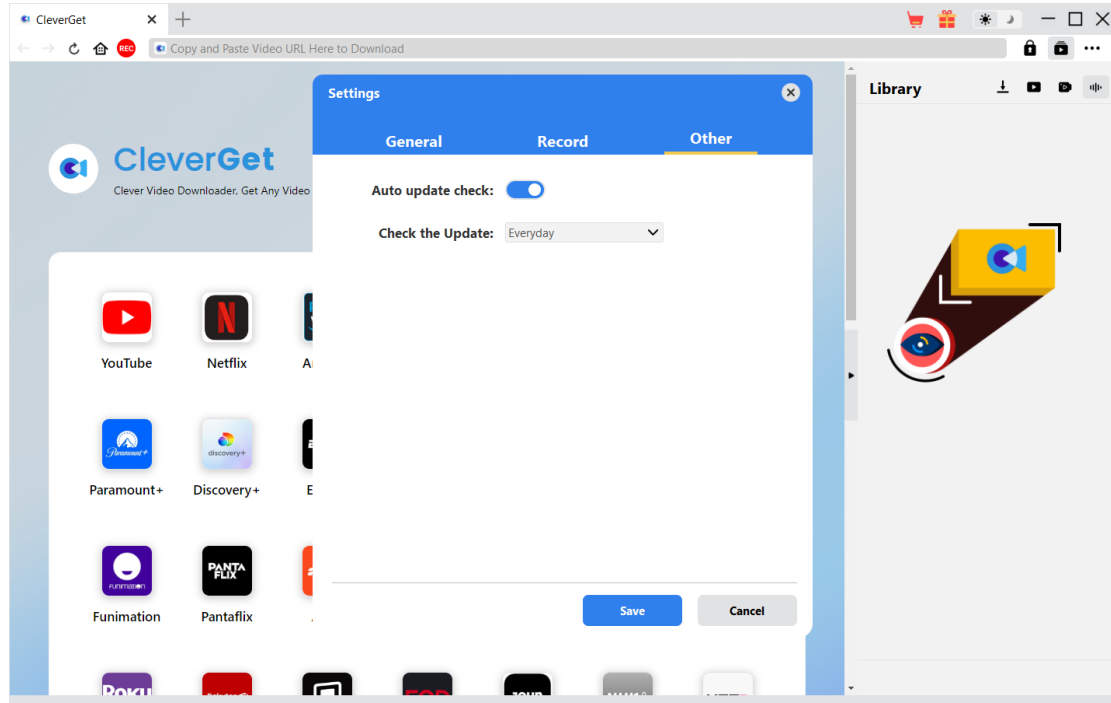 CleverGet
REC
Copy and Paste Video URL Here to Download
Settings
General Record Other
Auto update check:
Check the Update: Everyday
Save Cancel
CleverGet
Clever Video Downloader, Get Any Video
YouTube Netflix
Paramount+
discovery+
Paramount+ Discovery+
FUNIMATION
PANTA
FLIX
Funimation Pantaflix
Library